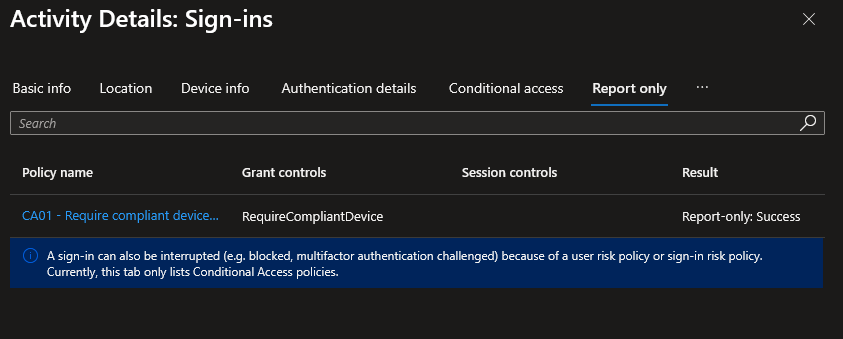 Activity Details: Sign-ins
Basic info Location Device info Authentication details Conditional access Report only ...
Search
Policy name Grant controls Session controls Result
CA01 - Require compliant device... RequireCompliantDevice Report-only: Success
A sign-in can also be interrupted (e.g. blocked, multifactor authentication challenged) because of a user risk policy or sign-in risk policy.
Currently, this tab only lists Conditional Access policies.